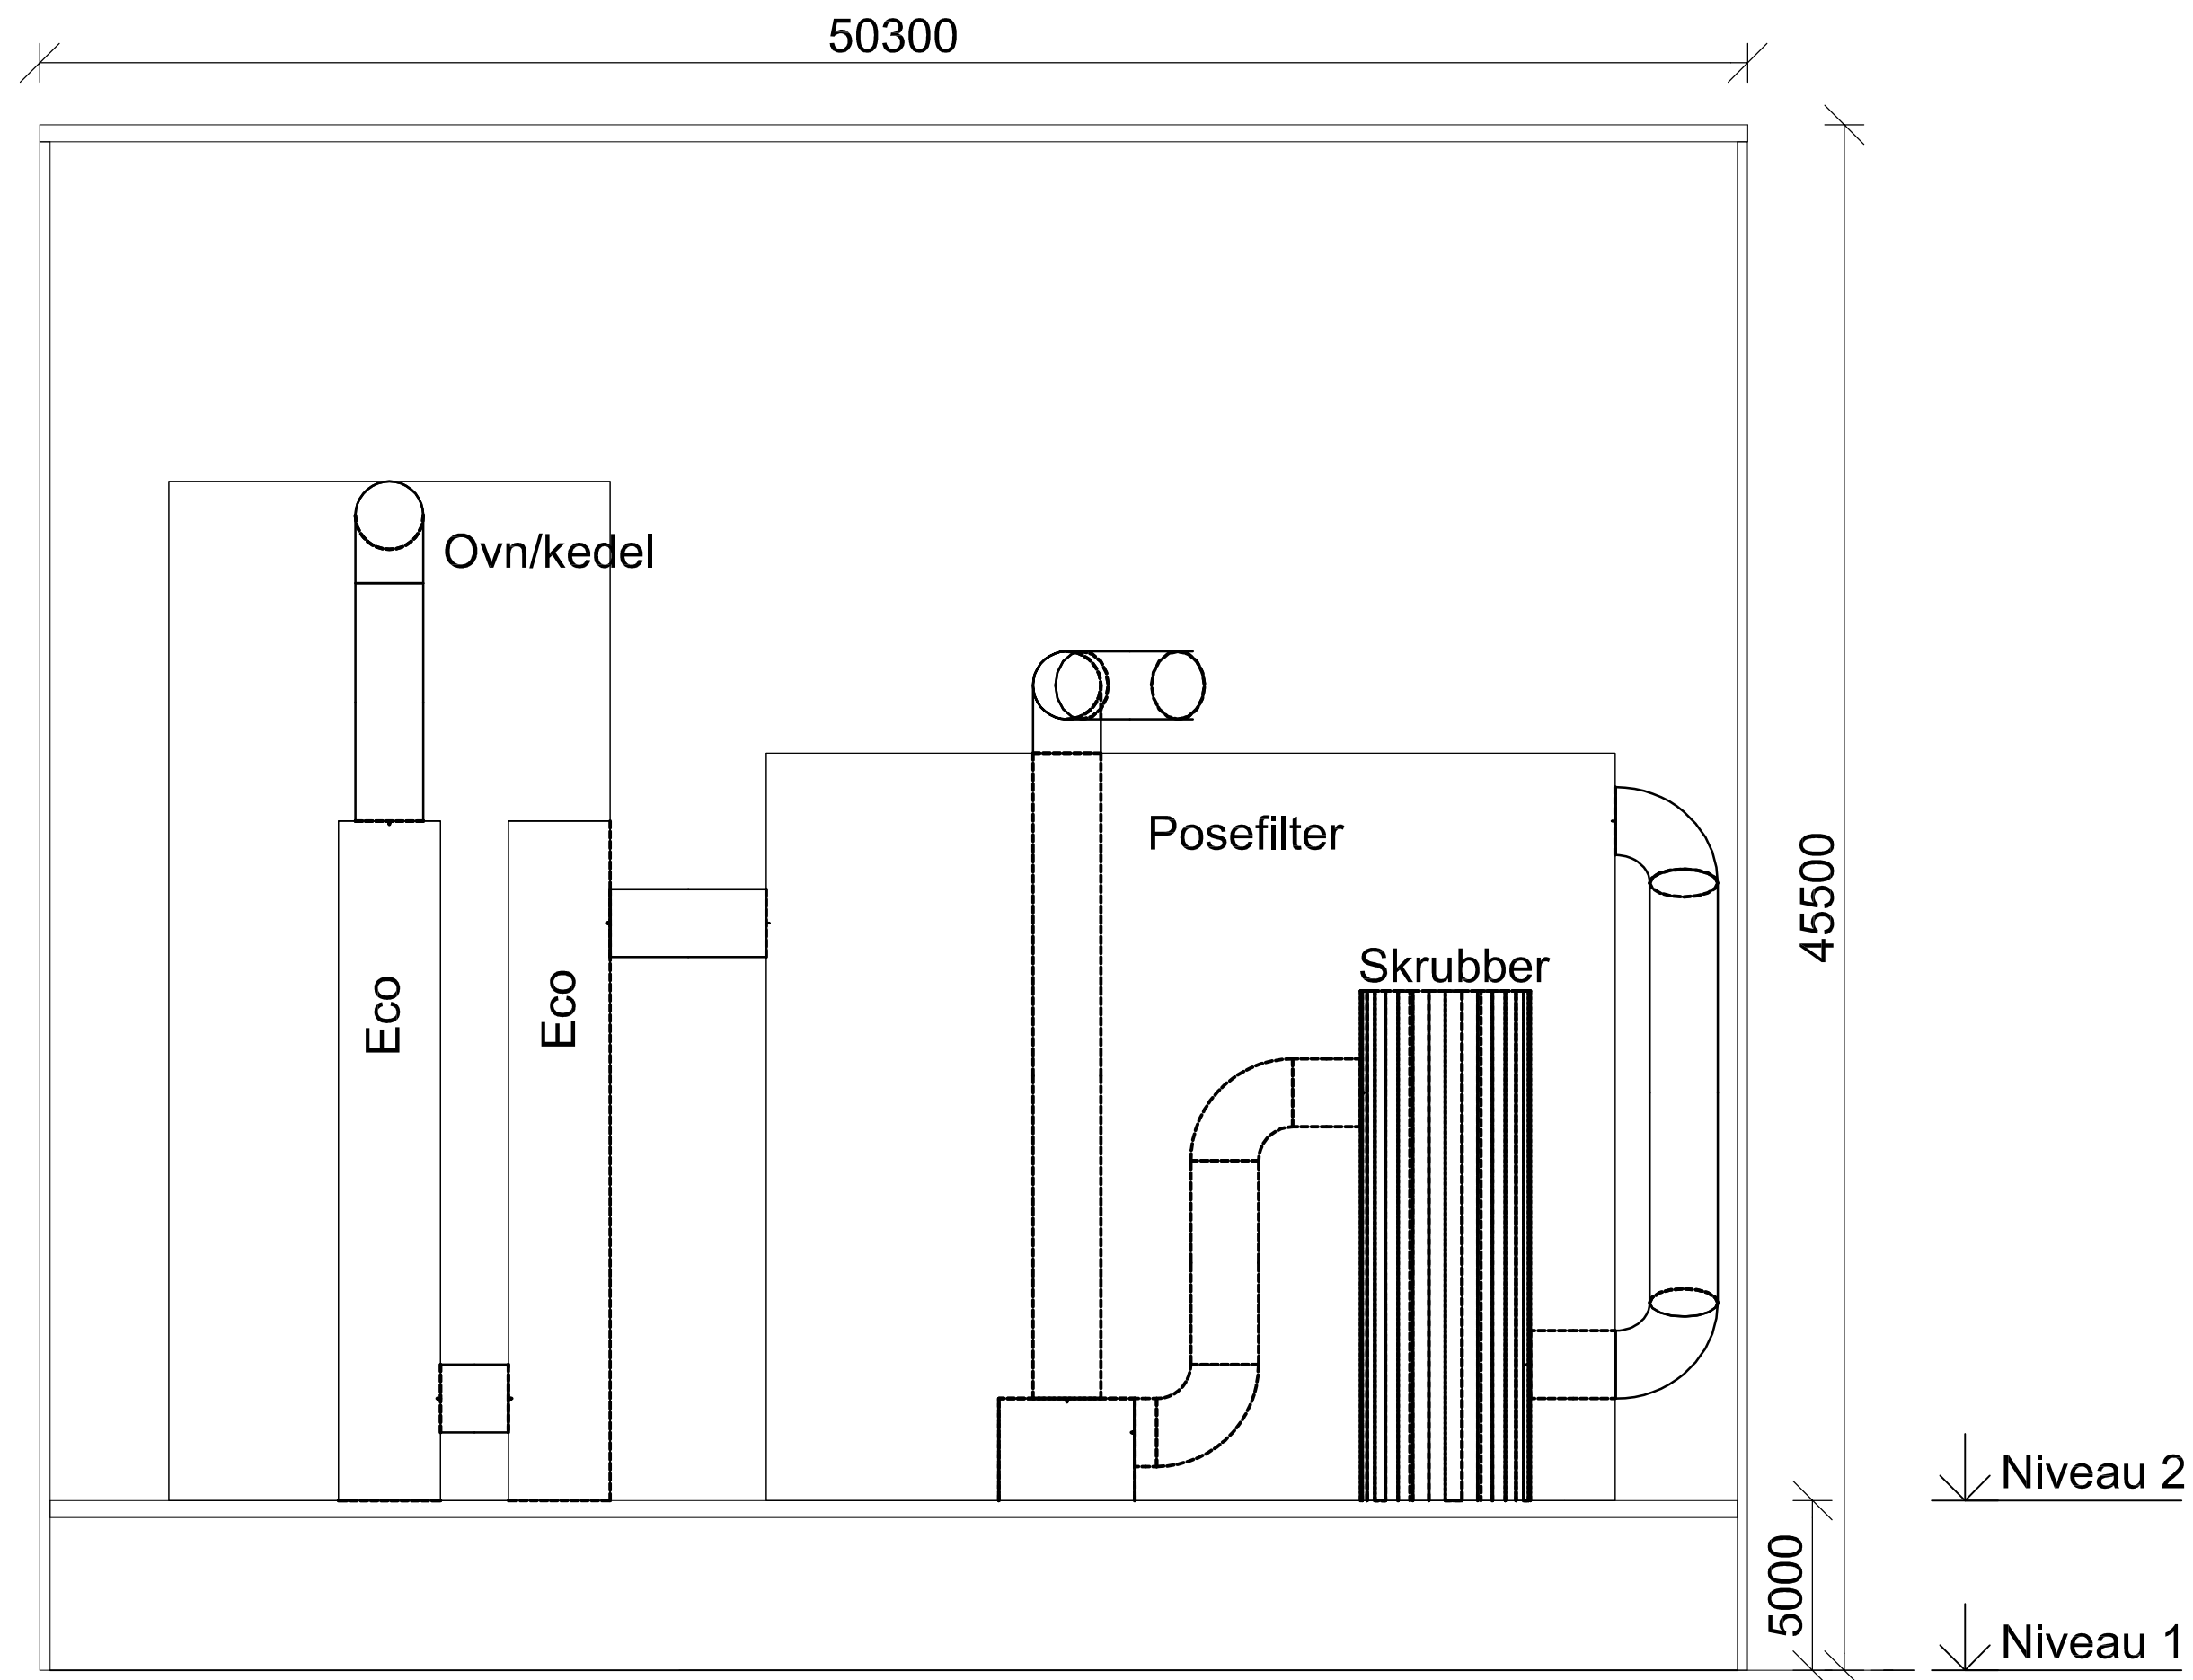 50300
Ovn/kedel
Posefilter
45500
Skrubber
Eco
Eco
Niveau 2
5000
Niveau 1